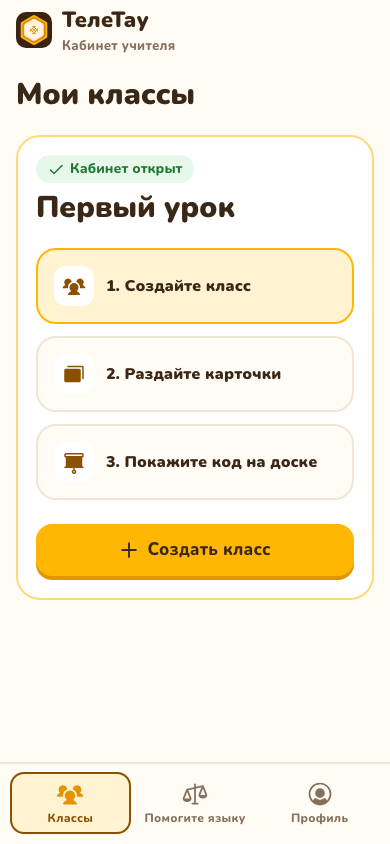 ТелеТау
Кабинет учителя
Мои классы
Кабинет открыт
Первый урок
1. Создайте класс
2. Раздайте карточки
3. Покажите код на доске
Создать класс
Классы
Помогите языку
Профиль